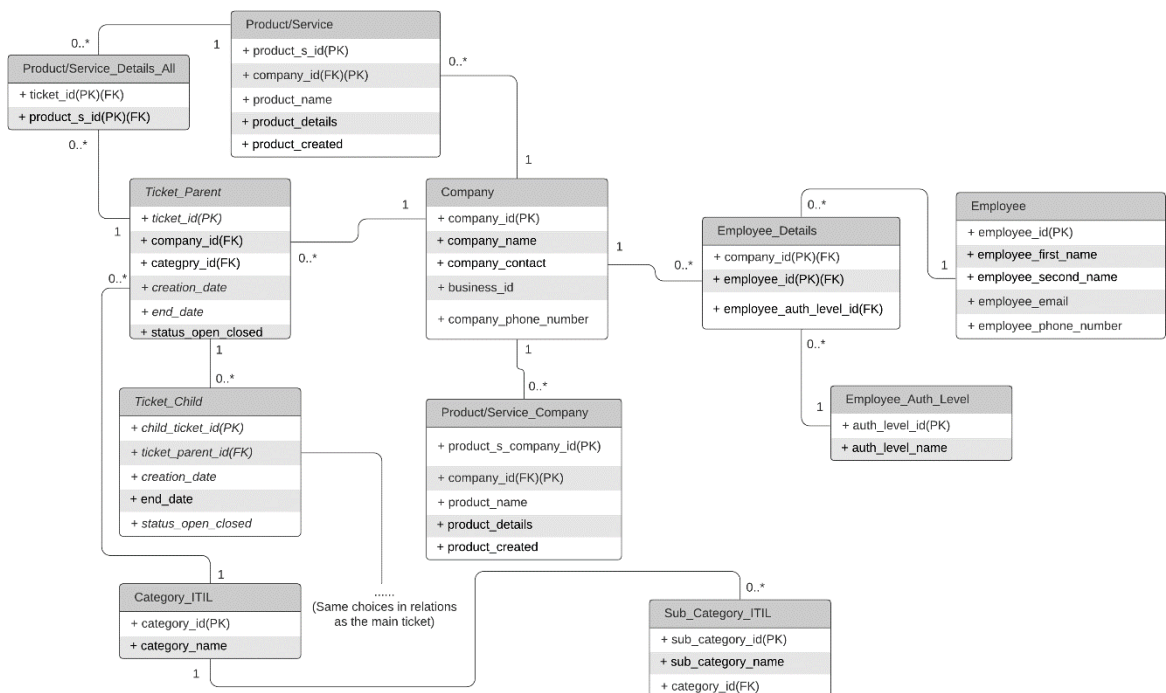 Product/Service
+ product_s_id(PK)
+ company_id(FK)(PK)
+ product_name
+ product_details
+ product_created
0..*
1
0..*
Product/Service_Details_All
+ ticket_id(PK)(FK)
+ product_s_id(PK)(FK)
0..*
1
Ticket_Parent
+ ticket_id(PK)
+ company_id(FK)
+ categpry_id(FK)
+ creation_date
+ end_date
+ status_open_closed
1
0..*
1
0..*
Company
+ company_id(PK)
+ company_name
+ company_contact
+ business_id
+ company_phone_number
1
0..*
Employee_Details
+ company_id(PK)(FK)
+ employee_id(PK)(FK)
+ employee_auth_level_id(FK)
0..*
1
Employee
+ employee_id(PK)
+ employee_first_name
+ employee_second_name
+ employee_email
+ employee_phone_number
0..*
1
Employee_Auth_Level
+ auth_level_id(PK)
+ auth_level_name
1
0..*
Ticket_Child
+ child_ticket_id(PK)
+ ticket_parent_id(FK)
+ creation_date
+ end_date
+ status_open_closed
1
0..*
Product/Service_Company
+ product_s_company_id(PK)
+ company_id(FK)(PK)
+ product_name
+ product_details
+ product_created
1
Category_ITIL
+ category_id(PK)
+ category_name
1
......
(Same choices in relations
as the main ticket)
0..*
Sub_Category_ITIL
+ sub_category_id(PK)
+ sub_category_name
+ category_id(FK)